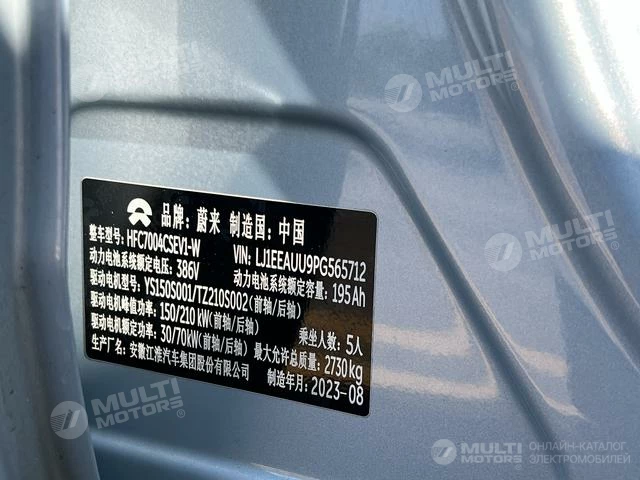 MULTI
MOTORS
MULTI
MOTORS
品牌: 蔚来 制造国: 中国
整车型号: HFC7004CSEV1-W VIN: LJ1EEAUU9PG565712
动力电池系统额定电压: 386V 动力电池系统额定容量: 195Ah
驱动电机型号: YS150S001/TZ210S002(前轴/后轴)
驱动电机峰值功率: 150/210kW(前轴/后轴) 乘坐人数: 5人
驱动电机额定功率: 30/70kW(前轴/后轴) 最大允许总质量: 2730kg
生产厂名: 安徽江淮汽车集团股份有限公司 制造年月: 2023-08
MULTI
MOTORS
MULTI
MOTORS
ОНЛАЙН-КАТАЛОГ
ЭЛЕКТРОМОБИЛЕЙ